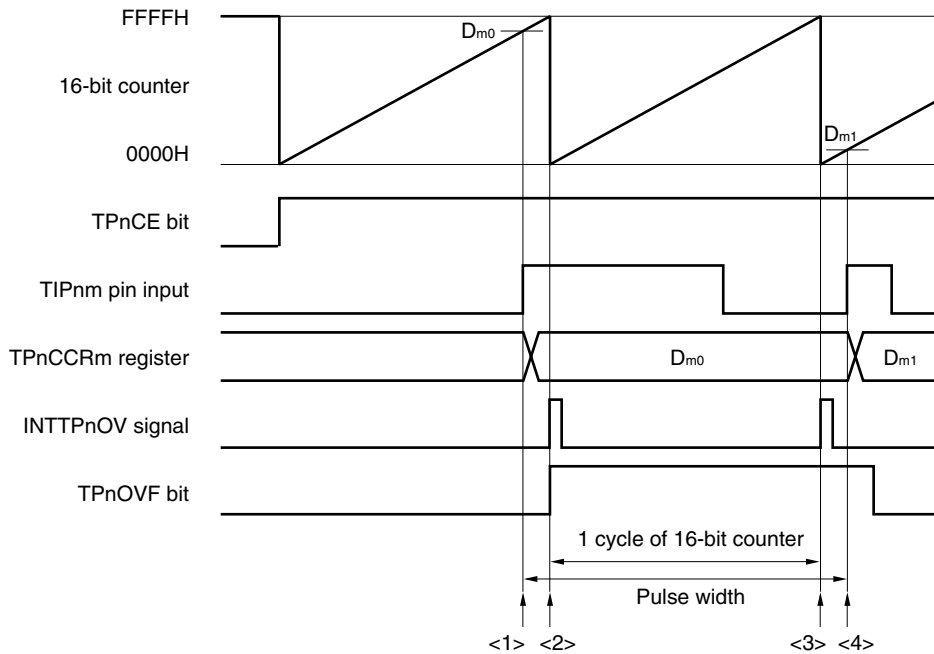 FFFFH
Dm0
16-bit counter
Dm1
0000H
TPnCE bit
TIPnm pin input
TPnCCRm register
Dm0
Dm1
INTTPnOV signal
TPnOVF bit
1 cycle of 16-bit counter
Pulse width
<1> <2> <3> <4>